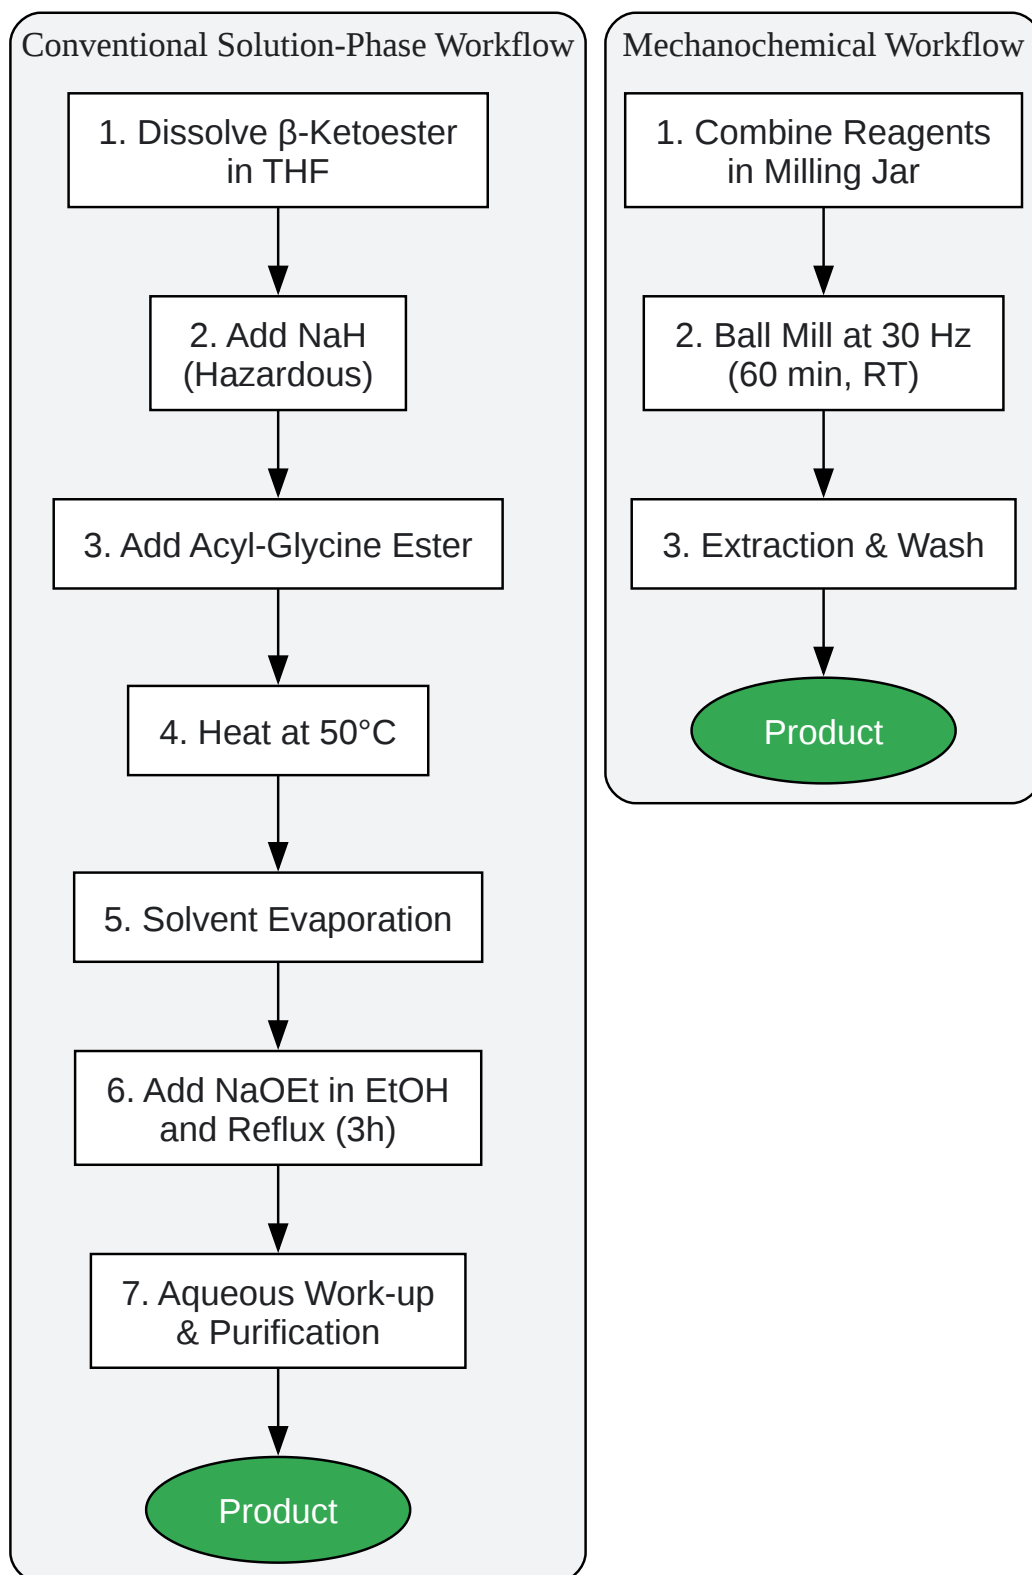 Conventional Solution-Phase Workflow
1. Dissolve β-Ketoester
in THF
2. Add NaH
(Hazardous)
3. Add Acyl-Glycine Ester
4. Heat at 50°C
5. Solvent Evaporation
6. Add NaOEt in EtOH
and Reflux (3h)
7. Aqueous Work-up
& Purification
Product
Mechanochemical Workflow
1. Combine Reagents
in Milling Jar
2. Ball Mill at 30 Hz
(60 min, RT)
3. Extraction & Wash
Product